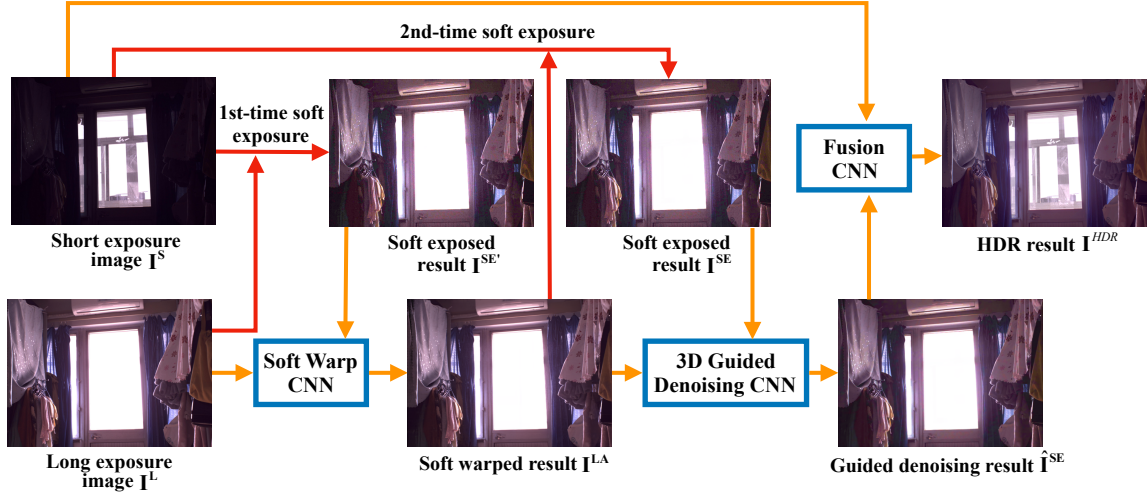 2nd-time soft exposure
1st-time soft
exposure
Fusion
CNN
Short exposure
image I^S
Soft exposed
result I^SE'
Soft exposed
result I^SE
HDR result I^HDR
Soft Warp
CNN
3D Guided
Denoising CNN
Long exposure
image I^L
Soft warped result I^LA
Guided denoising result Î^SE